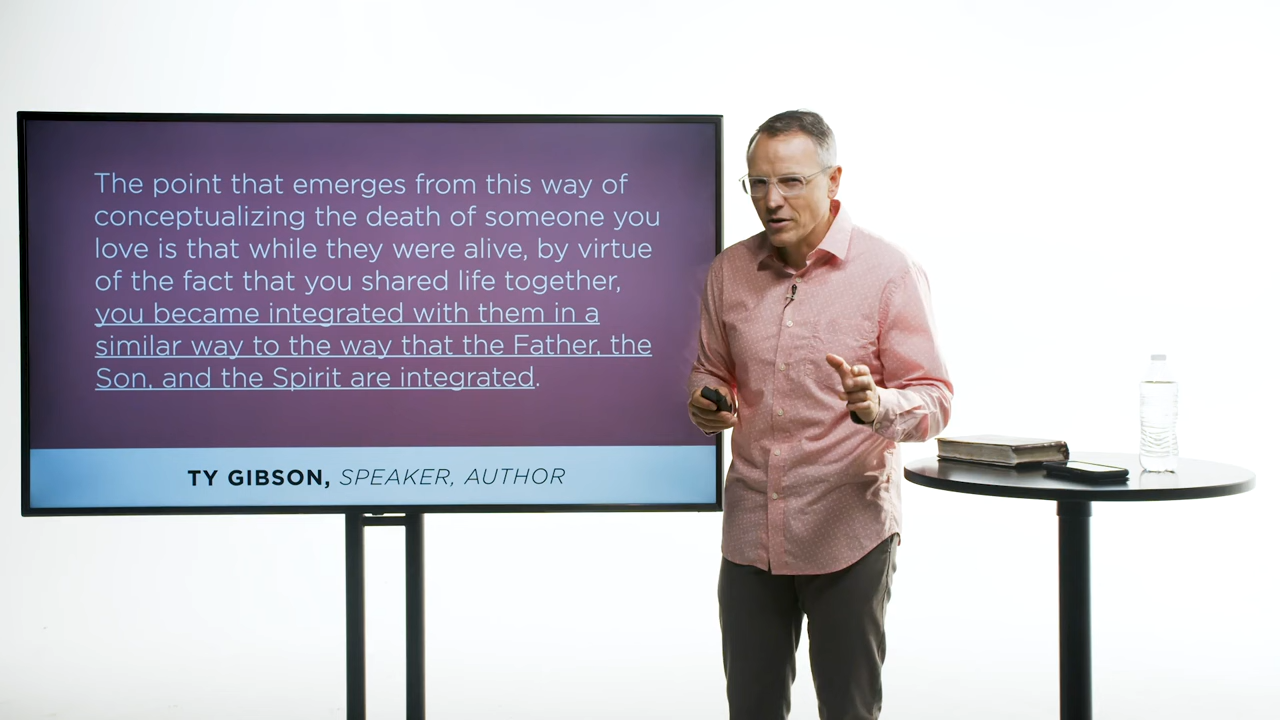 The point that emerges from this way of
conceptualizing the death of someone you
love is that while they were alive, by virtue
of the fact that you shared life together,
you became integrated with them in a
similar way to the way that the Father, the
Son, and the Spirit are integrated.
TY GIBSON, SPEAKER, AUTHOR